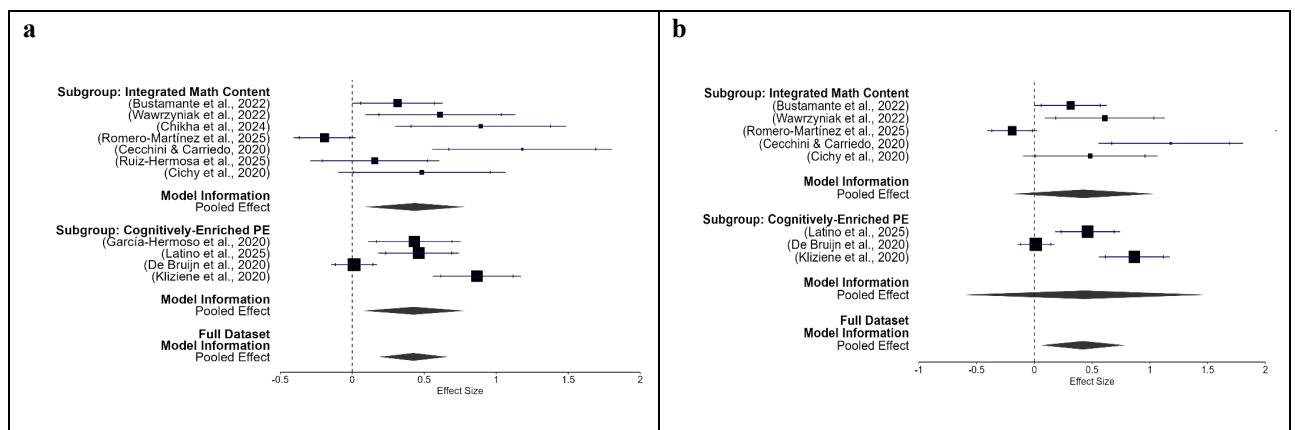 a
Subgroup: Integrated Math Content
(Bustamante et al., 2022)
(Wawrzyniak et al., 2022)
(Chikha et al., 2024)
(Romero-Martínez et al., 2025)
(Cecchini & Carriedo, 2020)
(Ruiz-Hermosa et al., 2025)
(Cichy et al., 2020)
Model Information
Pooled Effect
Subgroup: Cognitively-Enriched PE
(García-Hermoso et al., 2020)
(Latino et al., 2025)
(De Bruijn et al., 2020)
(Kliziene et al., 2020)
Model Information
Pooled Effect
Full Dataset
Model Information
Pooled Effect
-0.5 0 0.5 1 1.5 2
Effect Size
b
Subgroup: Integrated Math Content
(Bustamante et al., 2022)
(Wawrzyniak et al., 2022)
(Romero-Martínez et al., 2025)
(Cecchini & Carriedo, 2020)
(Cichy et al., 2020)
Model Information
Pooled Effect
Subgroup: Cognitively-Enriched PE
(Latino et al., 2025)
(De Bruijn et al., 2020)
(Kliziene et al., 2020)
Model Information
Pooled Effect
Full Dataset
Model Information
Pooled Effect
-1 -0.5 0 0.5 1 1.5 2
Effect Size